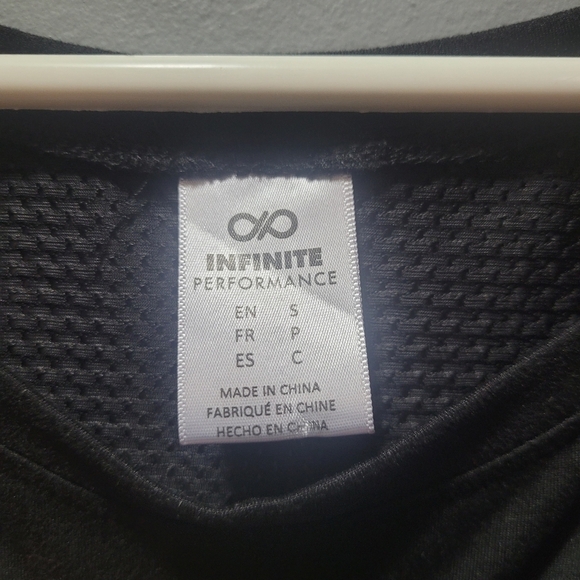 INFINITE
PERFORMANCE
EN S
FR P
ES C
MADE IN CHINA
FABRIQUÉ EN CHINE
HECHO EN CHINA